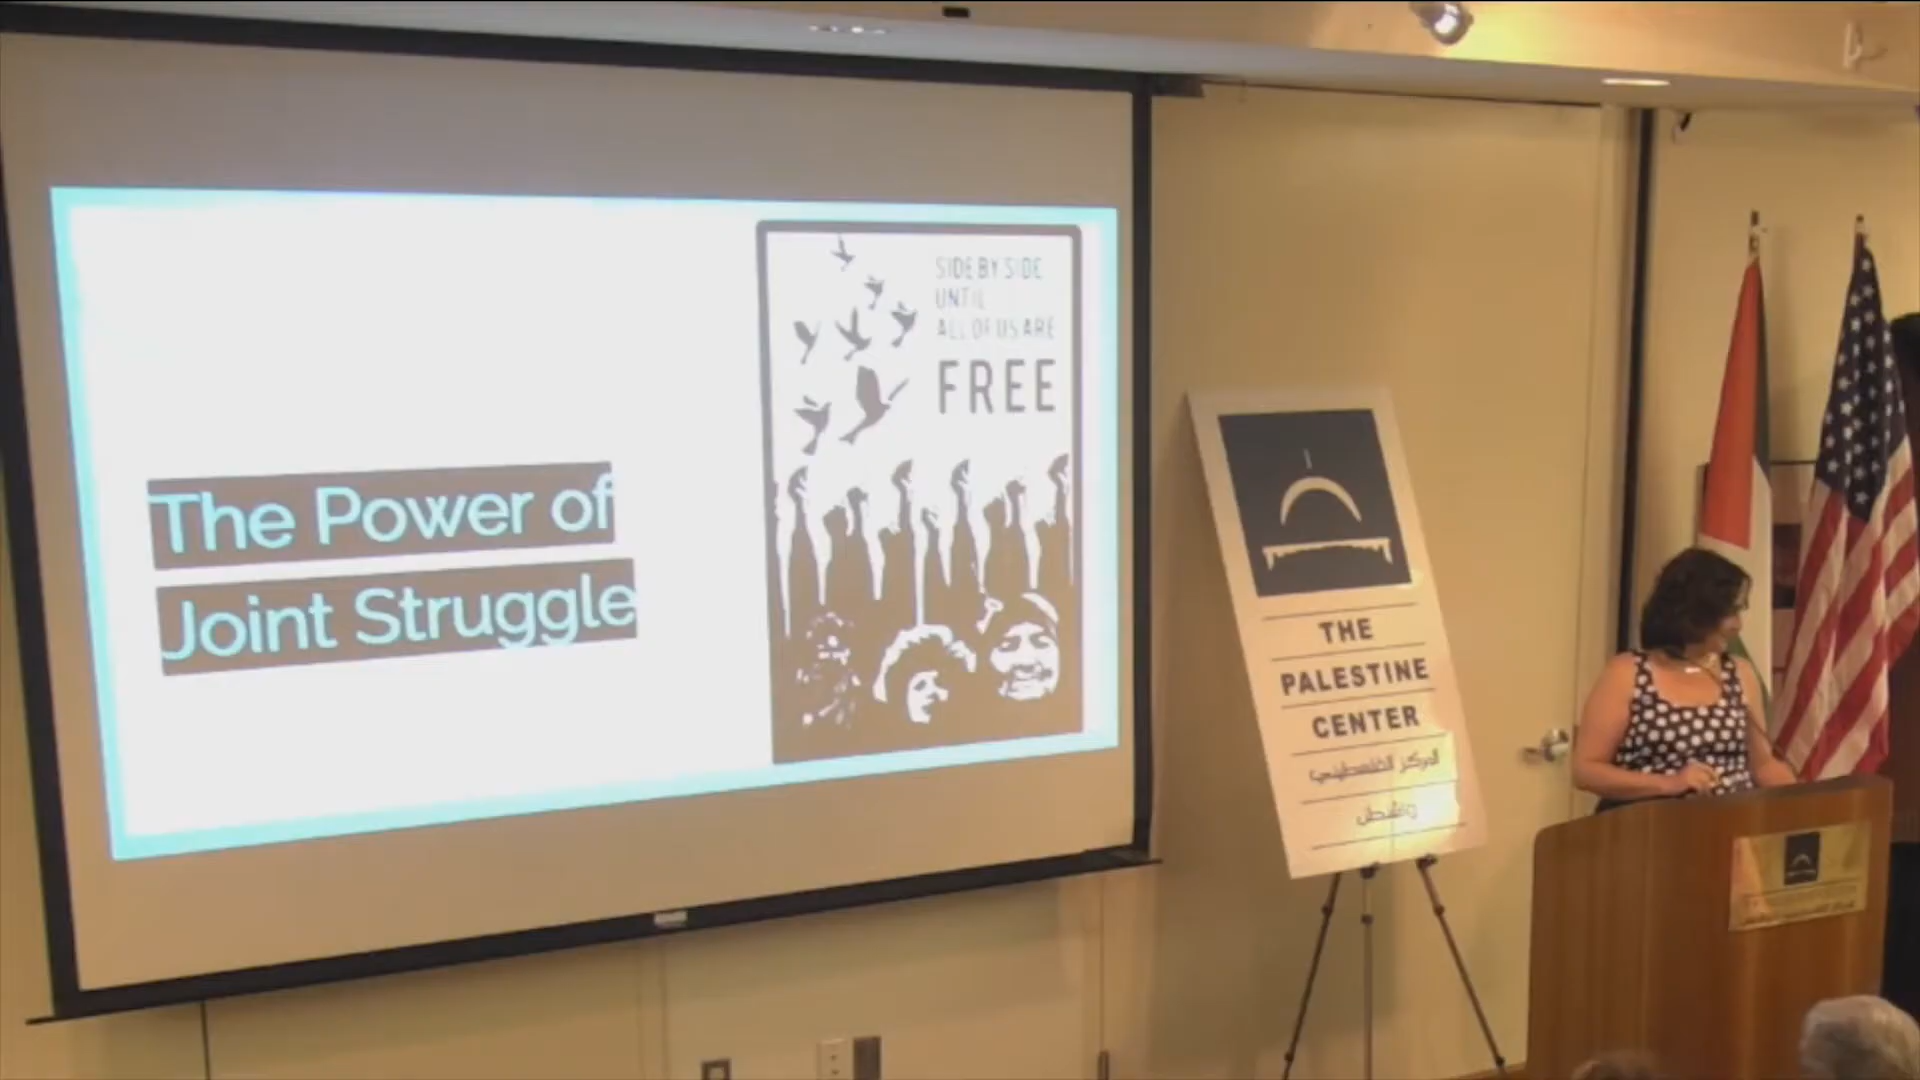 The Power of
Joint Struggle
SIDE BY SIDE
UNTIL
ALL OF US ARE
FREE
THE
PALESTINE
CENTER
المركز الفلسطيني
واشنطن